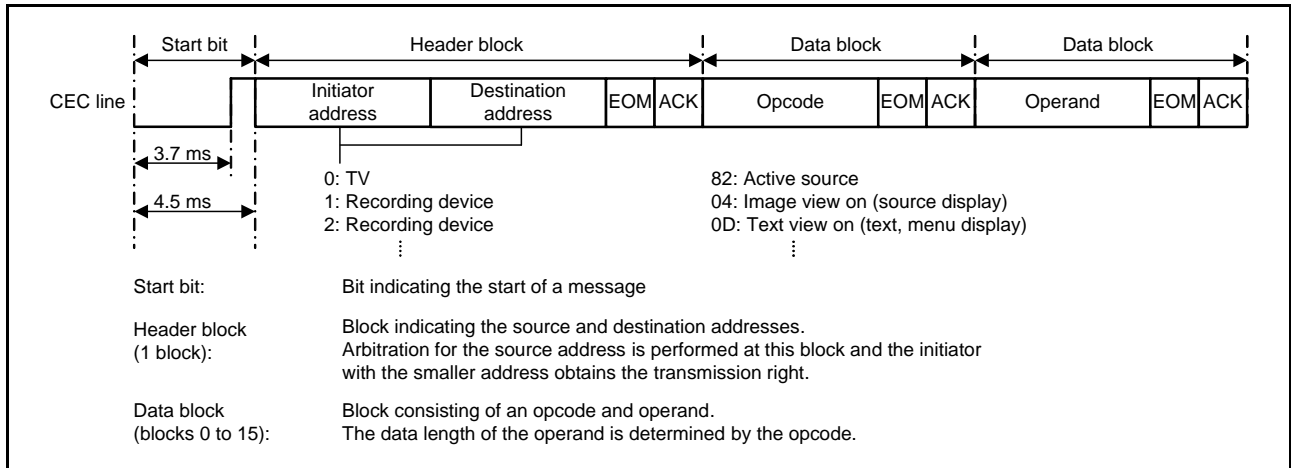 Start bit Header block Data block Data block
CEC line Initiator address Destination address EOM ACK Opcode EOM ACK Operand EOM ACK
3.7 ms
4.5 ms
0: TV
1: Recording device
2: Recording device
82: Active source
04: Image view on (source display)
0D: Text view on (text, menu display)
Start bit: Bit indicating the start of a message
Header block Block indicating the source and destination addresses.
(1 block): Arbitration for the source address is performed at this block and the initiator
with the smaller address obtains the transmission right.
Data block Block consisting of an opcode and operand.
(blocks 0 to 15): The data length of the operand is determined by the opcode.